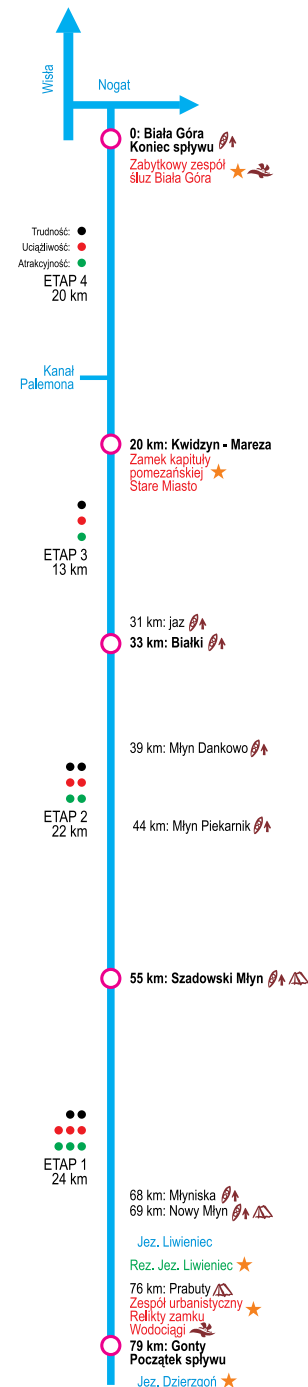 Wisła
Nogat
0: Biała Góra
Koniec spływu
Zabytkowy zespół
śluz Biała Góra
Trudność:
Uciążliwość:
Atrakcyjność:
ETAP 4
20 km
Kanał
Palemona
20 km: Kwidzyn - Mareza
Zamek kapituły
pomezańskiej
Stare Miasto
ETAP 3
13 km
31 km: jaz
33 km: Białki
39 km: Młyn Dankowo
ETAP 2
22 km
44 km: Młyn Piekarnik
55 km: Szadowski Młyn
ETAP 1
24 km
68 km: Młyniska
69 km: Nowy Młyn
Jez. Liwieniec
Rez. Jez. Liwieniec
76 km: Prabuty
Zespół urbanistyczny
Relikty zamku
Wodociągi
79 km: Gonty
Początek spływu
Jez. Dzierzgoń